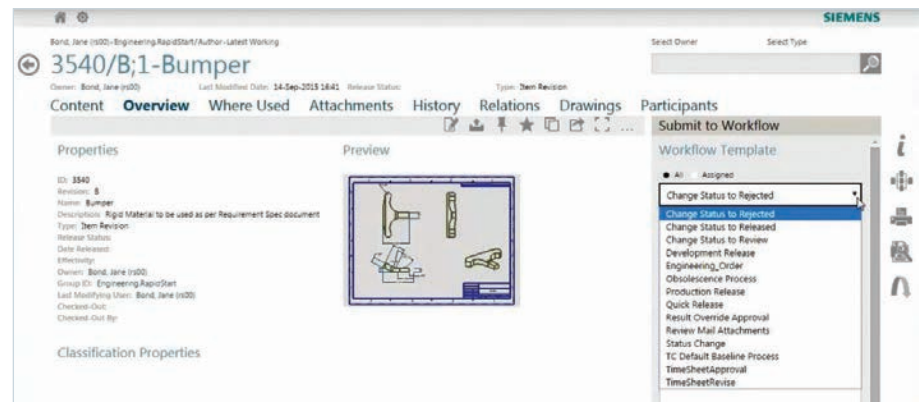 SIEMENS
Bond, Jane (rs00)-Engineering.RapidStart/Author-Latest Working
Select Owner Select Type
3540/B;1-Bumper
Owner: Bond, Jane (rs00) Last Modified Date: 14-Sep-2015 16:41 Release Status: Type: Item Revision
Content Overview Where Used Attachments History Relations Drawings Participants
Submit to Workflow
Properties
Preview
Workflow Template
All Assigned
ID: 3540
Revision: B
Name: Bumper
Description: Rigid Material to be used as per Requirement Spec document
Type: Item Revision
Release Status:
Date Released:
Effectivity:
Owner: Bond, Jane (rs00)
Group ID: Engineering.RapidStart
Last Modifying User: Bond, Jane (rs00)
Checked-Out:
Checked-Out By:
Classification Properties
Change Status to Rejected
Change Status to Rejected
Change Status to Released
Change Status to Review
Development Release
Engineering_Order
Obsolescence Process
Production Release
Quick Release
Result Override Approval
Review Mail Attachments
Status Change
TC Default Baseline Process
TimeSheetApproval
TimeSheetRevise